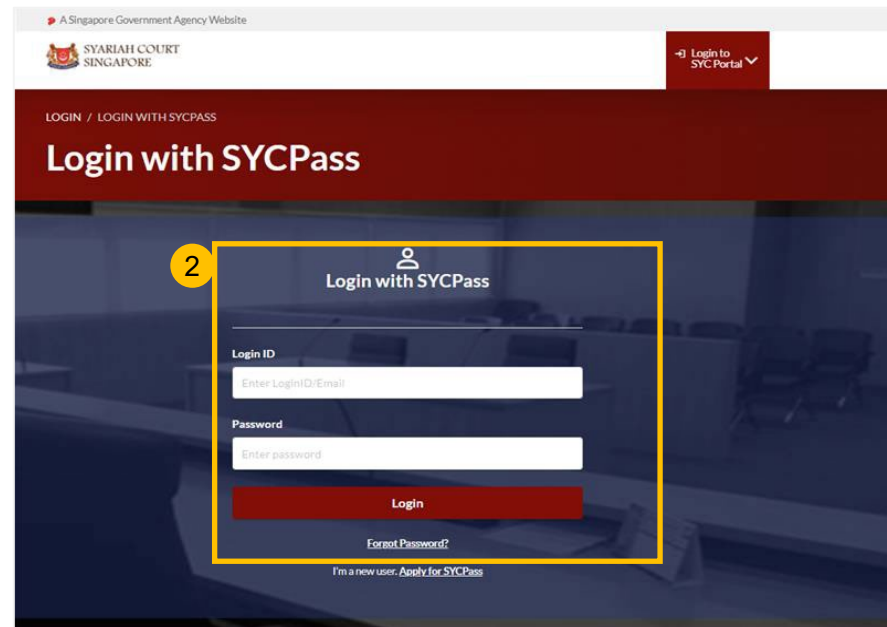 A Singapore Government Agency Website
SYARIAH COURT
SINGAPORE
Login to
SYC Portal
LOGIN / LOGIN WITH SYCPASS
Login with SYCPass
2
Login with SYCPass
Login ID
Enter LoginID/Email
Password
Enter password
Login
Forgot Password?
I'm a new user. Apply for SYCPass